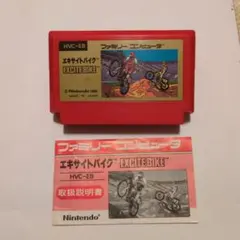 HVC-EB
ファミリー コンピュータ
エキサイトバイク
EXCITEBIKE
ファミリーコンピュータ
エキサイトバイク EXCITEBIKE
HVC-EB
取扱説明書
Nintendo